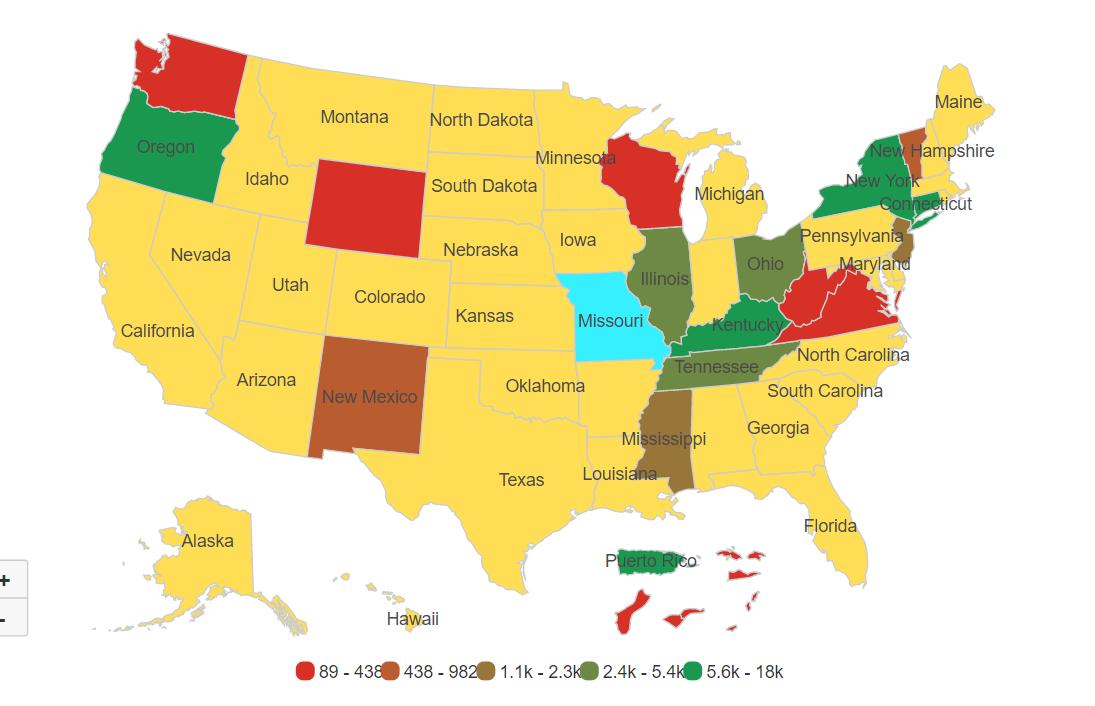 Maine
Montana
North Dakota
Oregon
New Hampshire
Minnesota
Idaho
South Dakota
New York
Michigan
Connecticut
Pennsylvania
Iowa
Nebraska
Nevada
Ohio
Maryland
Illinois
Utah
Colorado
Kansas
Missouri
Kentucky
California
North Carolina
Tennessee
Arizona
Oklahoma
South Carolina
New Mexico
Georgia
Mississippi
Louisiana
Texas
Florida
Alaska
Puerto Rico
+
Hawaii
-
89 - 438 438 - 982 1.1k - 2.3k 2.4k - 5.4k 5.6k - 18k